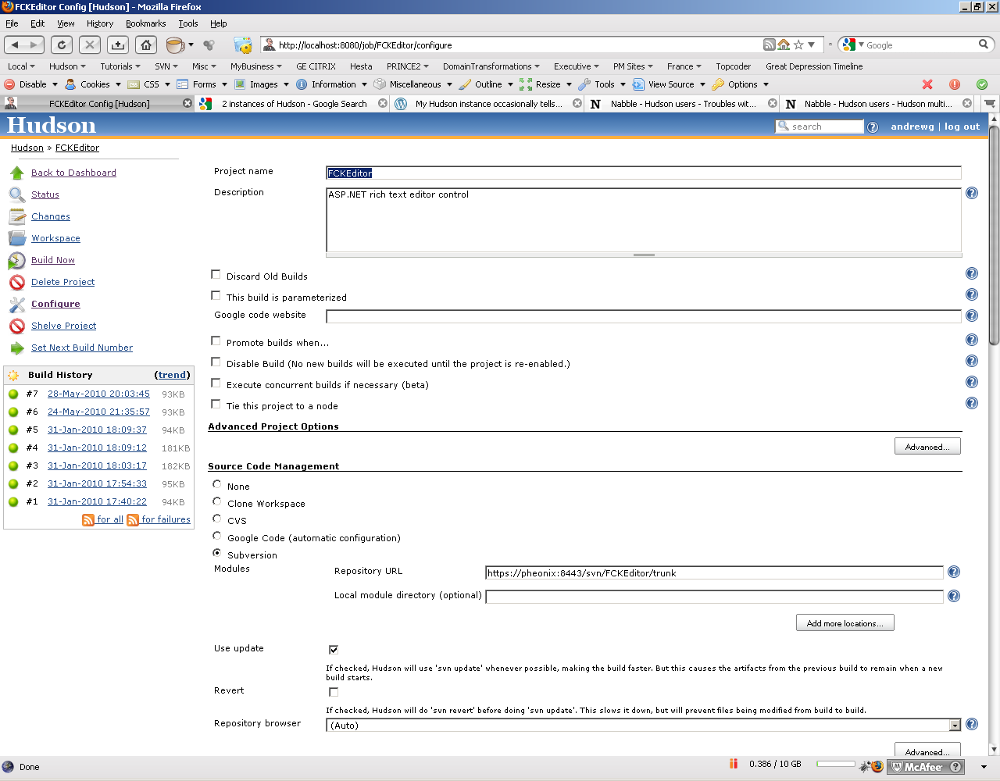 FCKEditor Config [Hudson] - Mozilla Firefox
File Edit View History Bookmarks Tools Help
http://localhost:8080/job/FCKEditor/configure
Google
Local Hudson Tutorials SVN Misc MyBusiness GE CITRIX Hesta PRINCE2 DomainTransformations Executive PM Sites France Topcoder Great Depression Timeline
Disable Cookies CSS Forms Images Information Miscellaneous Outline Resize Tools View Source Options
FCKEditor Config [Hudson] 2 instances of Hudson - Google Search My Hudson instance occasionally tells... Nabble - Hudson users - Troubles wit... Nabble - Hudson users - Hudson multi...
Hudson
search
andrewg | log out
Hudson » FCKEditor
Back to Dashboard
Status
Changes
Workspace
Build Now
Delete Project
Configure
Shelve Project
Set Next Build Number
Build History (trend)
#7 28-May-2010 20:03:45 93KB
#6 24-May-2010 21:35:57 93KB
#5 31-Jan-2010 18:09:37 94KB
#4 31-Jan-2010 18:09:12 181KB
#3 31-Jan-2010 18:03:17 182KB
#2 31-Jan-2010 17:54:33 95KB
#1 31-Jan-2010 17:40:22 94KB
for all for failures
Project name FCKEditor
Description ASP.NET rich text editor control
Discard Old Builds
This build is parameterized
Google code website
Promote builds when...
Disable Build (No new builds will be executed until the project is re-enabled.)
Execute concurrent builds if necessary (beta)
Tie this project to a node
Advanced Project Options
Advanced...
Source Code Management
None
Clone Workspace
CVS
Google Code (automatic configuration)
Subversion
Modules Repository URL https://pheonix:8443/svn/FCKEditor/trunk
Local module directory (optional)
Add more locations...
Use update
If checked, Hudson will use 'svn update' whenever possible, making the build faster. But this causes the artifacts from the previous build to remain when a new
build starts.
Revert
If checked, Hudson will do 'svn revert' before doing 'svn update'. This slows it down, but will prevent files being modified from build to build.
Repository browser (Auto)
Advanced...
Done 0.386 / 10 GB McAfee